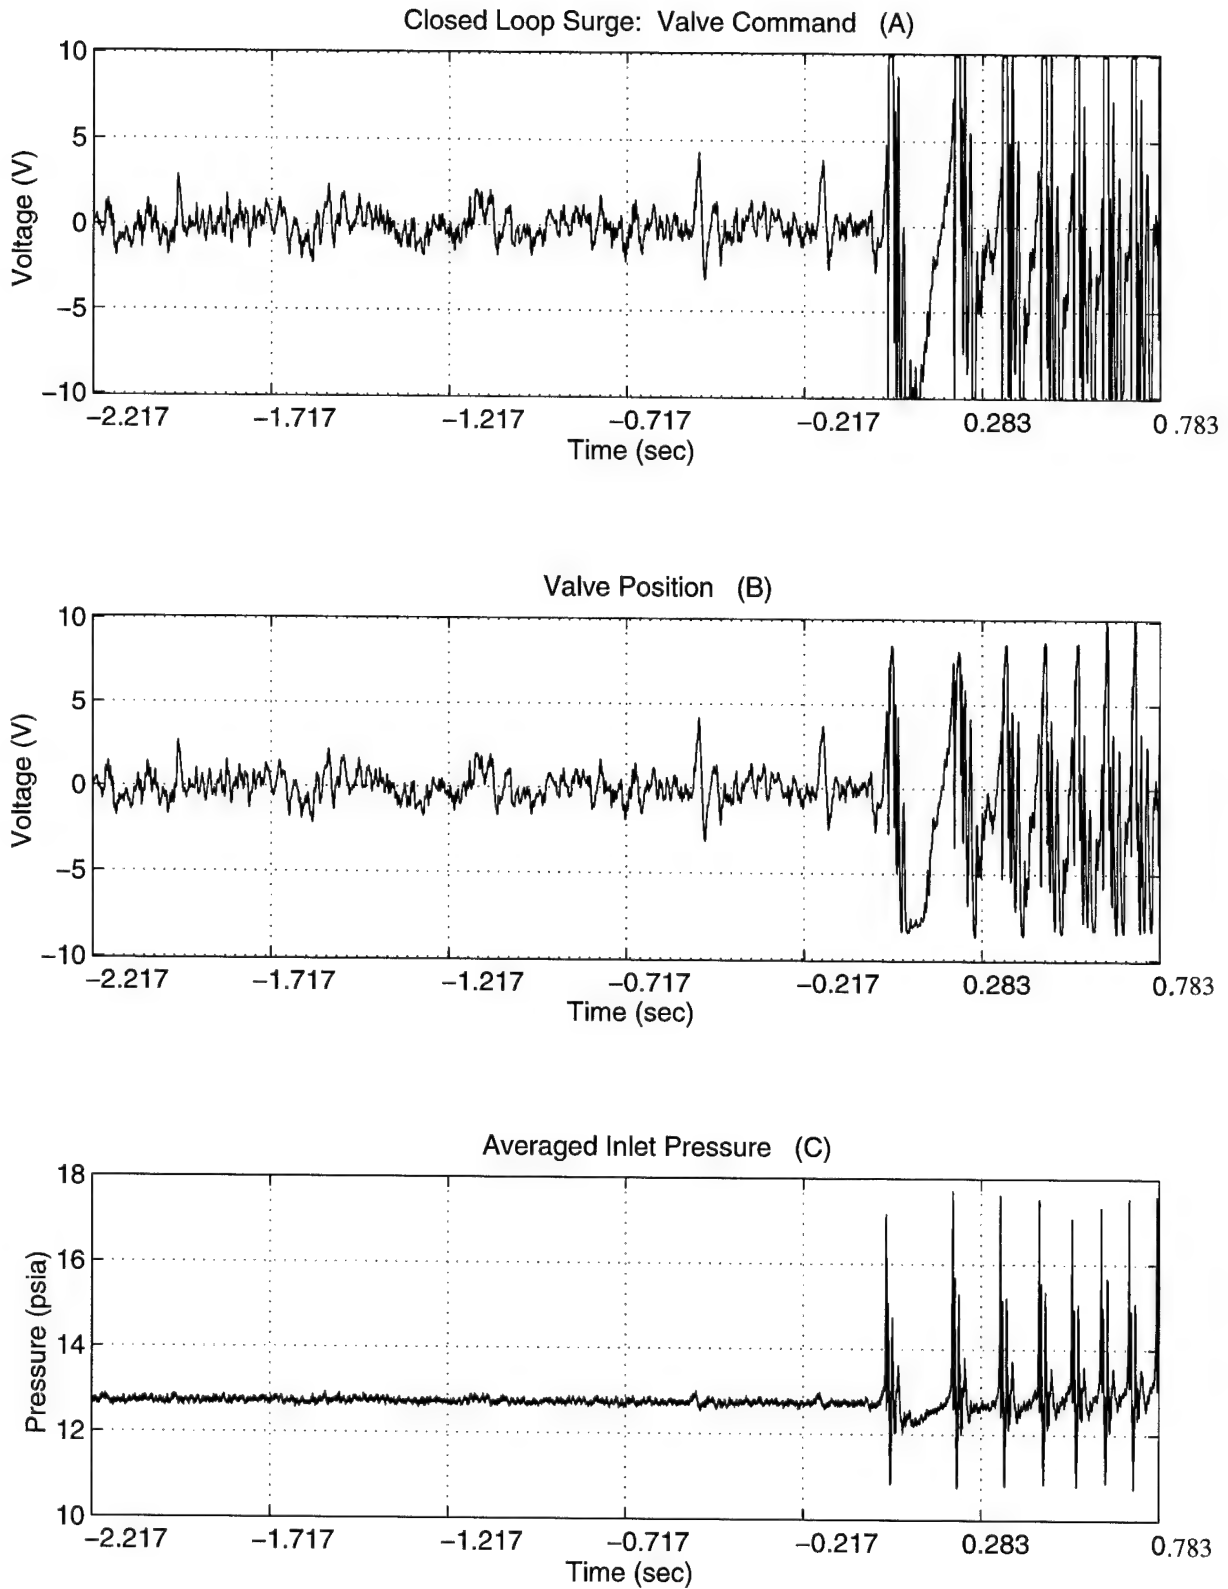 Closed Loop Surge: Valve Command (A)
10
5
0
−5
−10
Voltage (V)
−2.217 −1.717 −1.217 −0.717 −0.217 0.283 0.783
Time (sec)
Valve Position (B)
10
5
0
−5
−10
Voltage (V)
−2.217 −1.717 −1.217 −0.717 −0.217 0.283 0.783
Time (sec)
Averaged Inlet Pressure (C)
18
16
14
12
10
Pressure (psia)
−2.217 −1.717 −1.217 −0.717 −0.217 0.283 0.783
Time (sec)